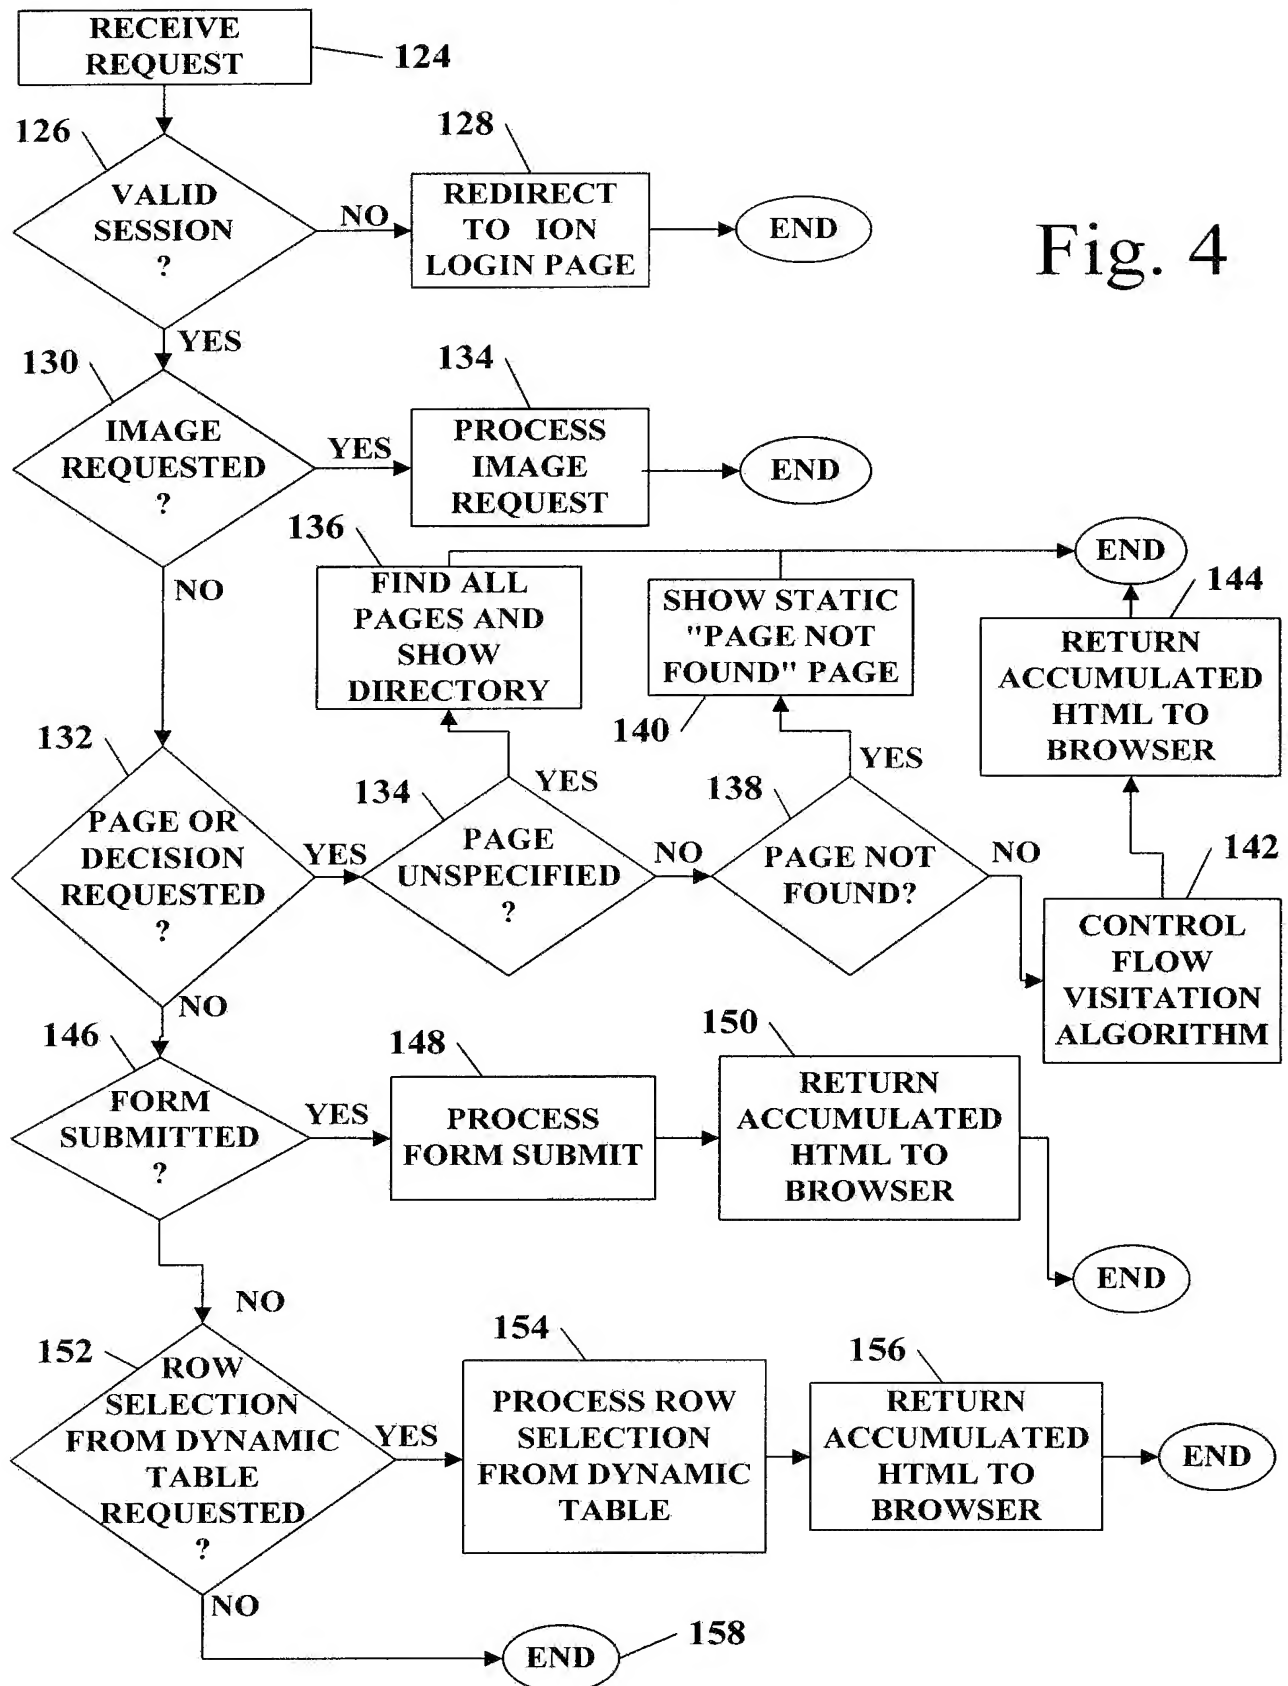 RECEIVE
REQUEST
124
126
VALID
SESSION
?
NO
128
REDIRECT
TO ION
LOGIN PAGE
END
Fig. 4
YES
130
IMAGE
REQUESTED
?
YES
134
PROCESS
IMAGE
REQUEST
END
NO
136
FIND ALL
PAGES AND
SHOW
DIRECTORY
SHOW STATIC
"PAGE NOT
FOUND" PAGE
140
END
144
RETURN
ACCUMULATED
HTML TO
BROWSER
132
PAGE OR
DECISION
REQUESTED
?
YES
134
PAGE
UNSPECIFIED
?
YES
NO
138
PAGE NOT
FOUND?
YES
NO
142
CONTROL
FLOW
VISITATION
ALGORITHM
NO
146
FORM
SUBMITTED
?
YES
148
PROCESS
FORM SUBMIT
150
RETURN
ACCUMULATED
HTML TO
BROWSER
END
NO
152
ROW
SELECTION
FROM DYNAMIC
TABLE
REQUESTED
?
YES
154
PROCESS ROW
SELECTION
FROM DYNAMIC
TABLE
156
RETURN
ACCUMULATED
HTML TO
BROWSER
END
NO
END
158